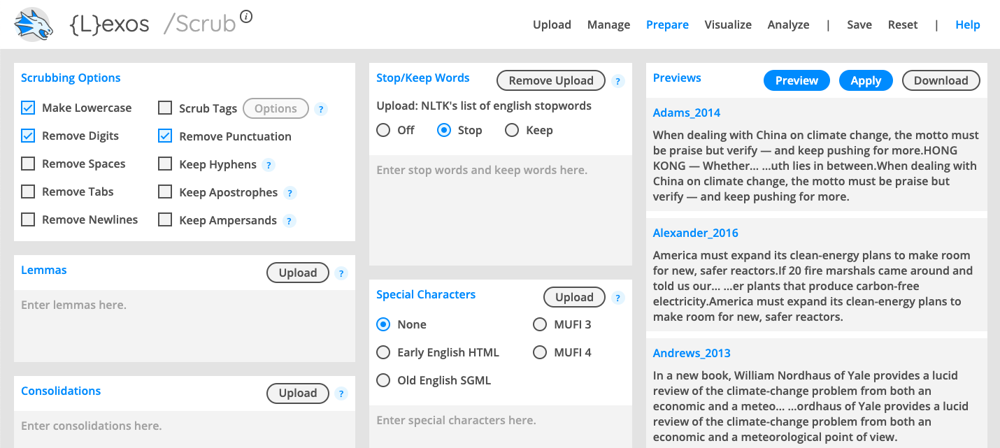 {L}exos /Scrub i
Upload Manage Prepare Visualize Analyze | Save Reset | Help
Scrubbing Options
Make Lowercase
Scrub Tags Options ?
Remove Digits
Remove Punctuation
Remove Spaces
Keep Hyphens ?
Remove Tabs
Keep Apostrophes ?
Remove Newlines
Keep Ampersands ?
Lemmas Upload ?
Enter lemmas here.
Consolidations Upload ?
Enter consolidations here.
Stop/Keep Words Remove Upload ?
Upload: NLTK's list of english stopwords
Off Stop Keep
Enter stop words and keep words here.
Special Characters Upload ?
None
MUFI 3
Early English HTML
MUFI 4
Old English SGML
Enter special characters here.
Previews Preview Apply Download
Adams_2014
When dealing with China on climate change, the motto must
be praise but verify — and keep pushing for more.HONG
KONG — Whether... ...uth lies in between.When dealing with
China on climate change, the motto must be praise but
verify — and keep pushing for more.
Alexander_2016
America must expand its clean-energy plans to make room
for new, safer reactors.If 20 fire marshals came around and
told us our... ...er plants that produce carbon-free
electricity.America must expand its clean-energy plans to
make room for new, safer reactors.
Andrews_2013
In a new book, William Nordhaus of Yale provides a lucid
review of the climate-change problem from both an
economic and a meteo... ...ordhaus of Yale provides a lucid
review of the climate-change problem from both an
economic and a meteorological point of view.